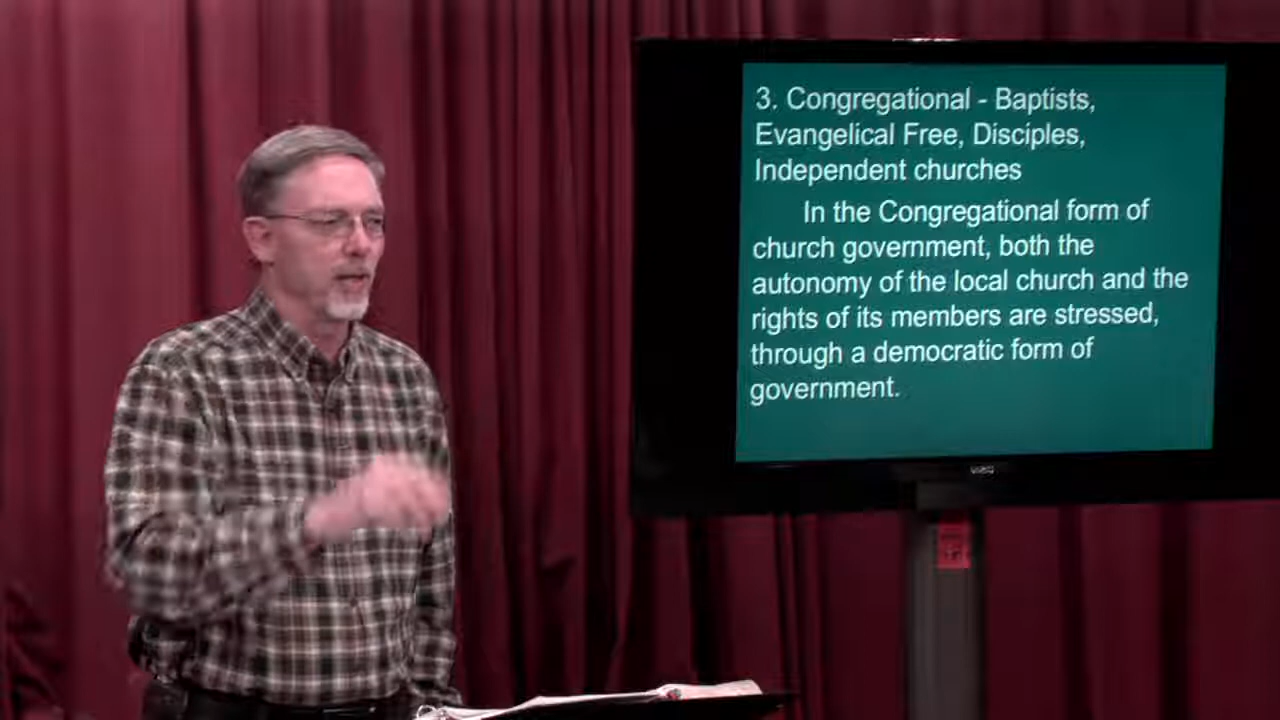 3. Congregational - Baptists,
Evangelical Free, Disciples,
Independent churches
In the Congregational form of
church government, both the
autonomy of the local church and the
rights of its members are stressed,
through a democratic form of
government.
VIZIO